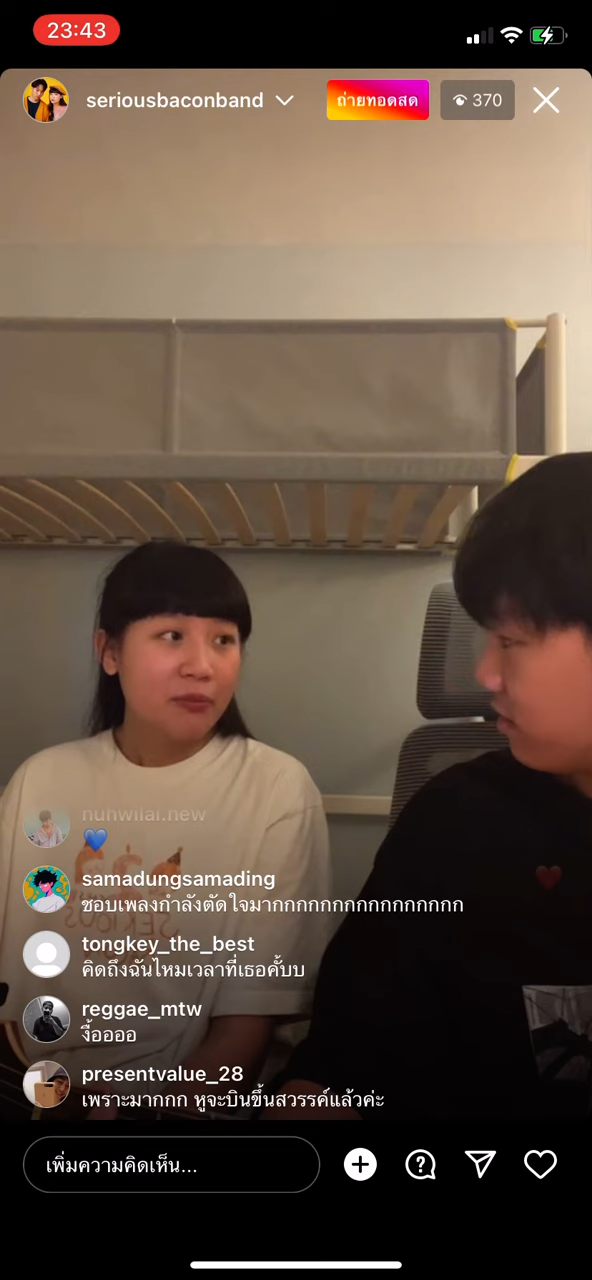 23:43
seriousbaconband
ถ่ายทอดสด
370
nuhwilai.new
💙
samadungsamading
ชอบเพลงกำลังตัดใจมากกกกกกกกกกกกกกกก
tongkey_the_best
คิดถึงฉันไหมเวลาที่เธอคั้บบ
reggae_mtw
งื้ออออ
presentvalue_28
เพราะมากกก หูจะบินขึ้นสวรรค์แล้วค่ะ
เพิ่มความคิดเห็น...